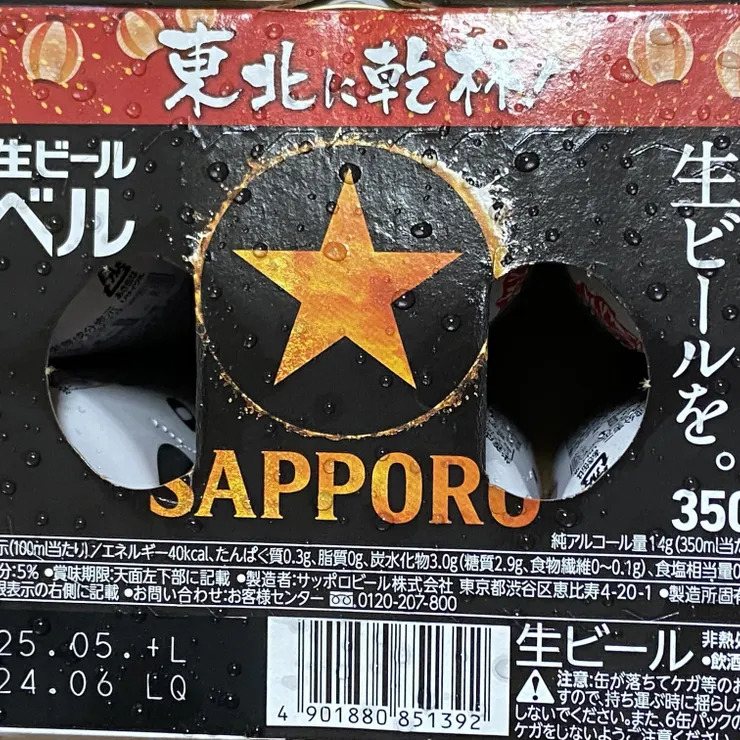 東北に乾杯!
生ビール
ベル
生ビールを。
SAPPORO
350
純アルコール量14g(350ml当
示(100ml当たり)/エネルギー40kcal、たんぱく質0.3g、脂質0g、炭水化物3.0g(糖質2.9g、食物繊維0~0.1g)、食塩相当量0
分:5% ●賞味期限:天面左下部に記載 ●製造者:サッポロビール株式会社 東京都渋谷区恵比寿4-20-1 ●製造所固有
限表示の右側に記載 ●お問い合わせ:お客様センター 0120-207-800
25.05.+L
24.06 LQ
4 901880 851392
生ビール
非熱処
•飲酒
注意:缶が落ちてケガ等のお
すので、持ち運ぶ時に揺らした
しないでください。また、6缶パックの
ケガをしないようご注意ください